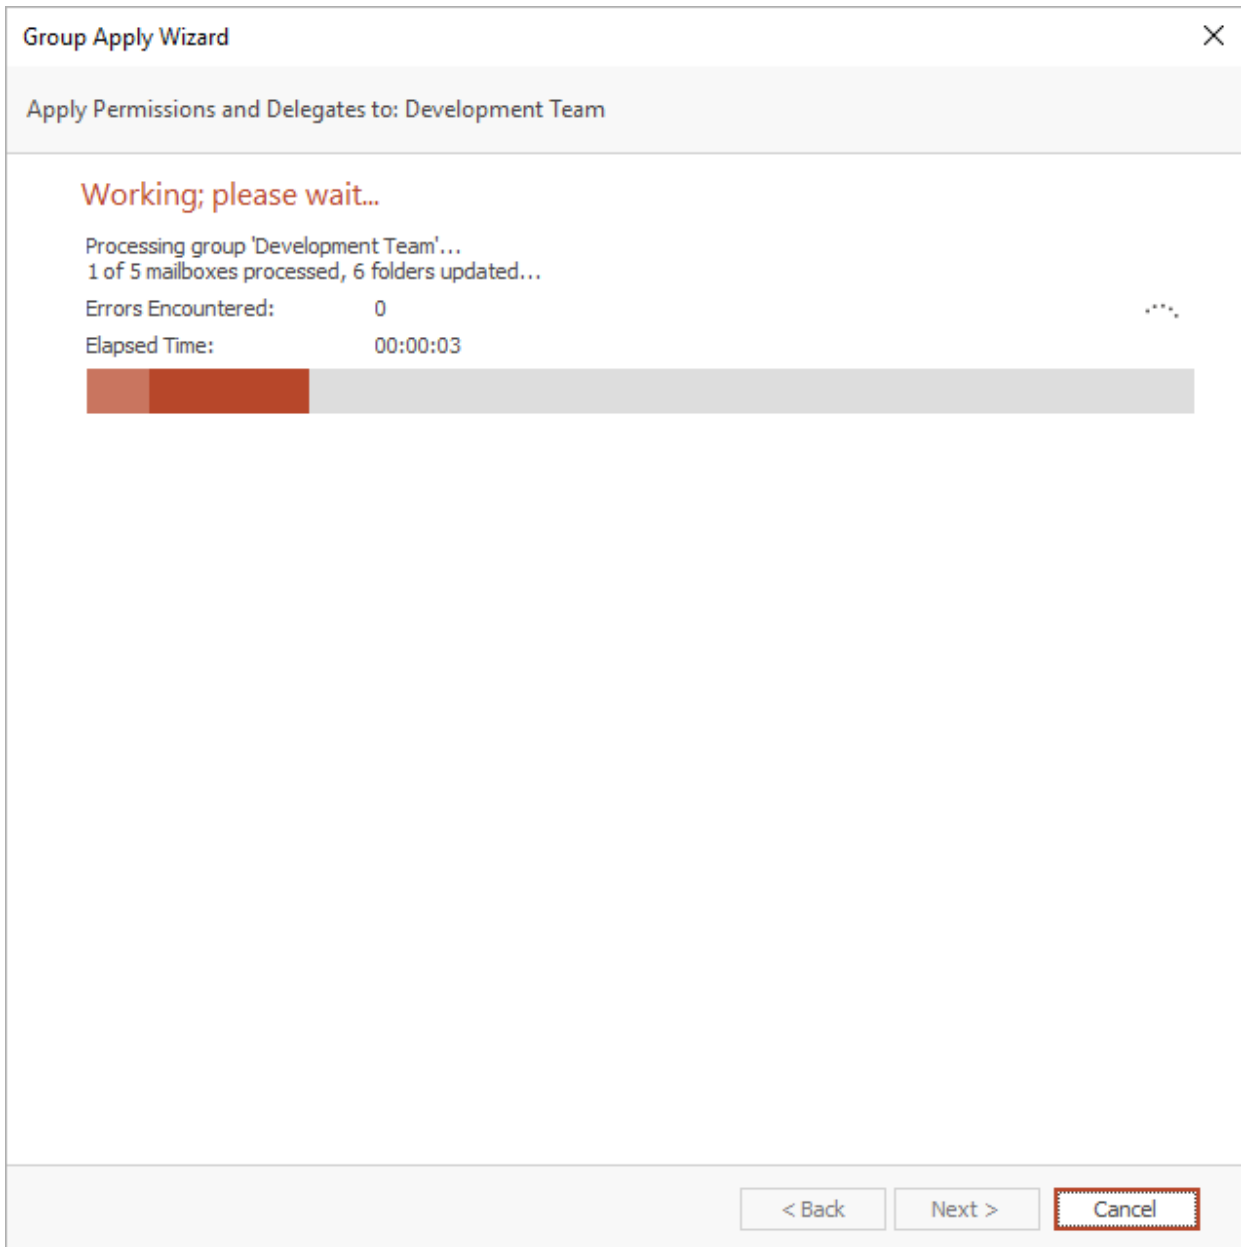 Group Apply Wizard
Apply Permissions and Delegates to: Development Team
Working; please wait...
Processing group 'Development Team'...
1 of 5 mailboxes processed, 6 folders updated...
Errors Encountered: 0
Elapsed Time: 00:00:03
< Back Next > Cancel